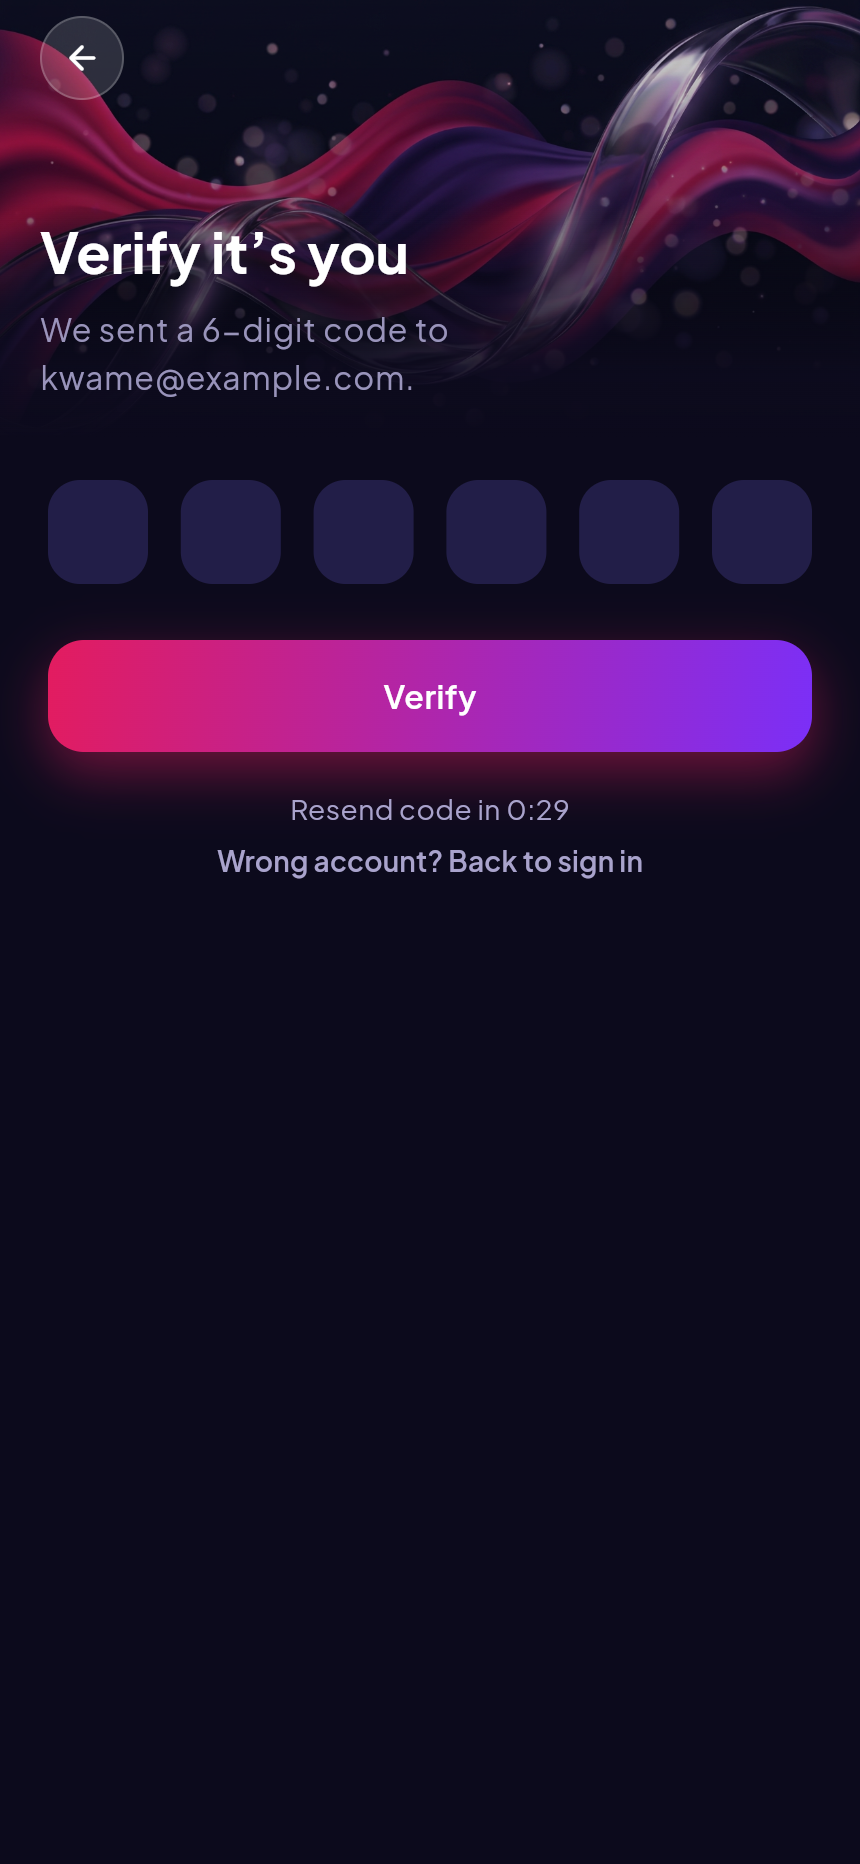 Verify it’s you
We sent a 6-digit code to
kwame@example.com.
Verify
Resend code in 0:29
Wrong account? Back to sign in